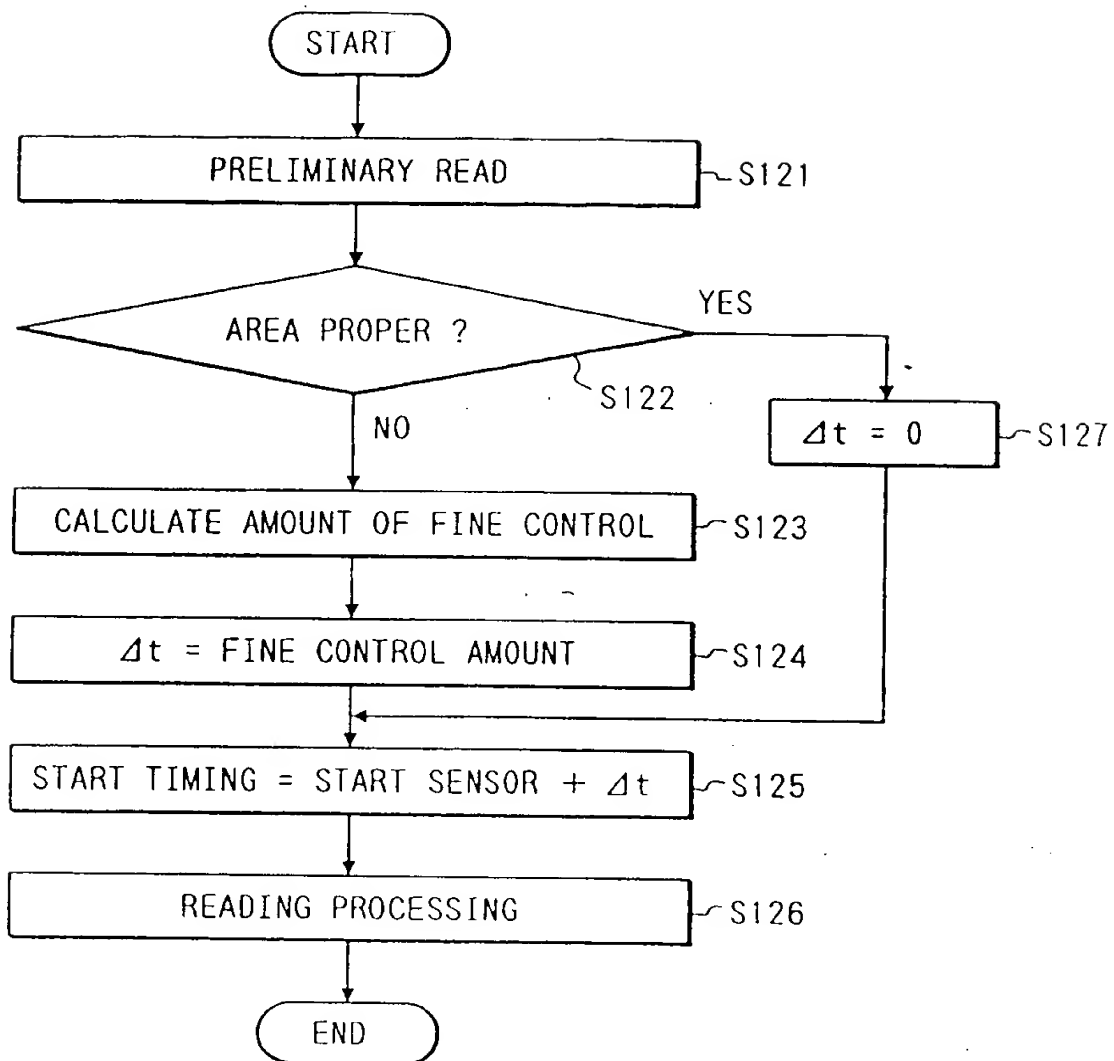 START
PRELIMINARY READ
S121
AREA PROPER ?
YES
S122
NO
Δt = 0
S127
CALCULATE AMOUNT OF FINE CONTROL
S123
Δt = FINE CONTROL AMOUNT
S124
START TIMING = START SENSOR + Δt
S125
READING PROCESSING
S126
END